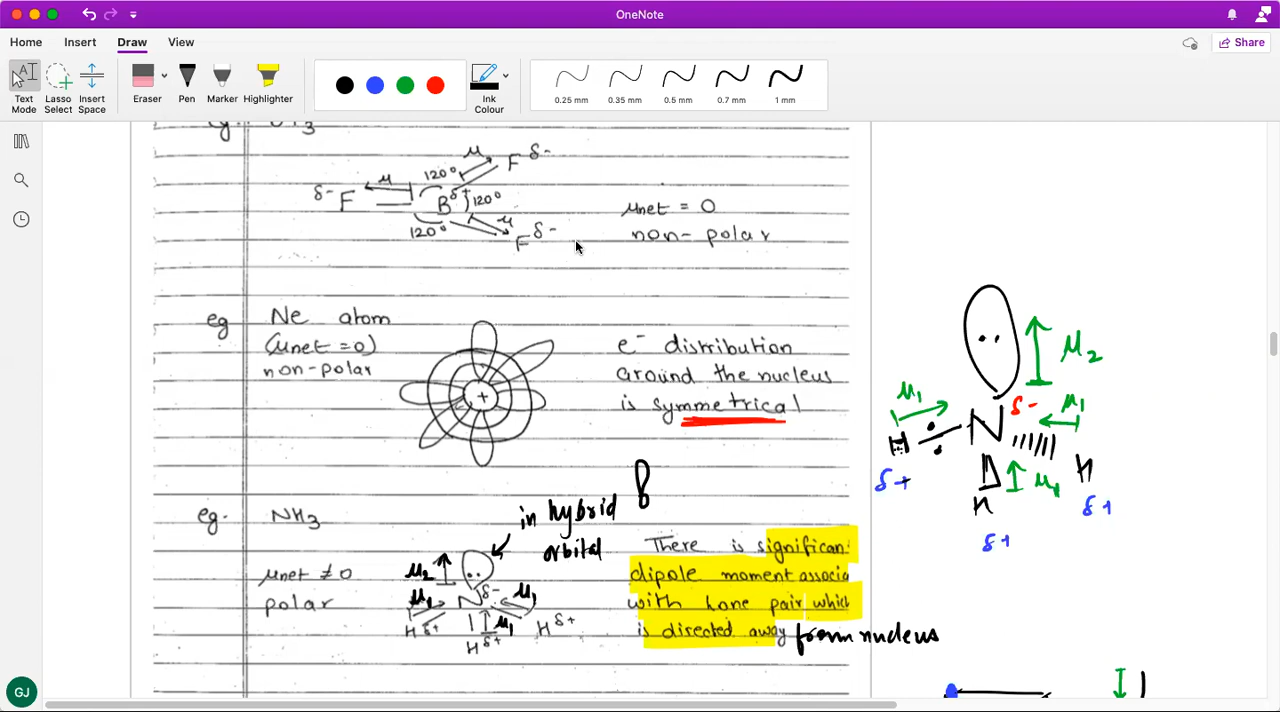 OneNote
Home Insert Draw View
Share
Text Mode
Lasso Select
Insert Space
Eraser
Pen
Marker
Highlighter
Ink Colour
0.25 mm
0.35 mm
0.5 mm
0.7 mm
1 mm
μ F δ-
120°
δ- F μ B δ+ 120°
120° μ F δ-
μnet = 0
non-polar
eg Ne atom
(μnet = 0)
non-polar
+
e- distribution
around the nucleus
is symmetrical
eg. NH3
μnet ≠ 0
polar
in hybrid
orbital
μ2
μ1 N δ- μ1
H δ+ μ1 H δ+
H δ+
There is significan
dipole moment associa
with lone pair which
is directed away from nucleus
μ2
μ1 δ- μ1
H N
δ+ μ1 H
H δ+
δ+
GJ